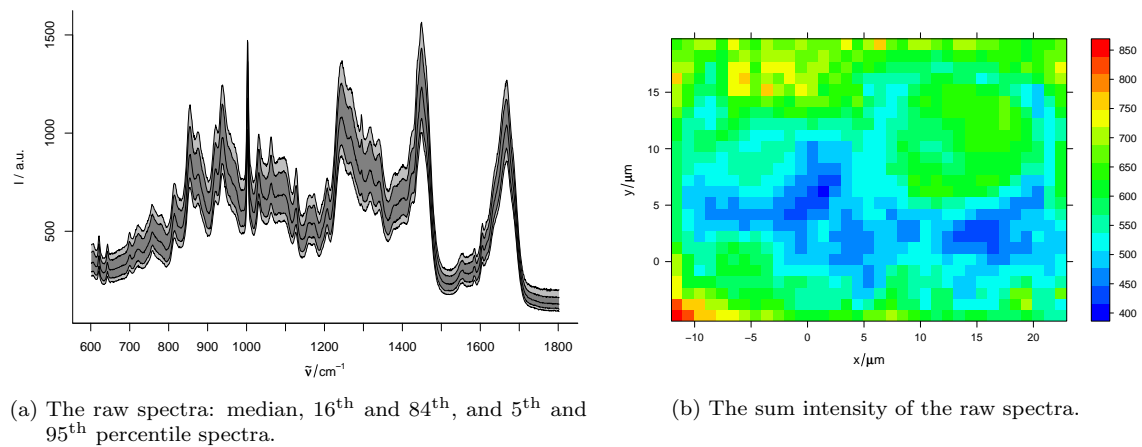 I / a.u.
1500
1000
500
600 700 800 900 1000 1200 1400 1600 1800
ν̃ /cm⁻¹
(a) The raw spectra: median, 16th and 84th, and 5th and
95th percentile spectra.
y/μm
15
10
5
0
−10 −5 0 5 10 15 20
x/μm
850
800
750
700
650
600
550
500
450
400
(b) The sum intensity of the raw spectra.